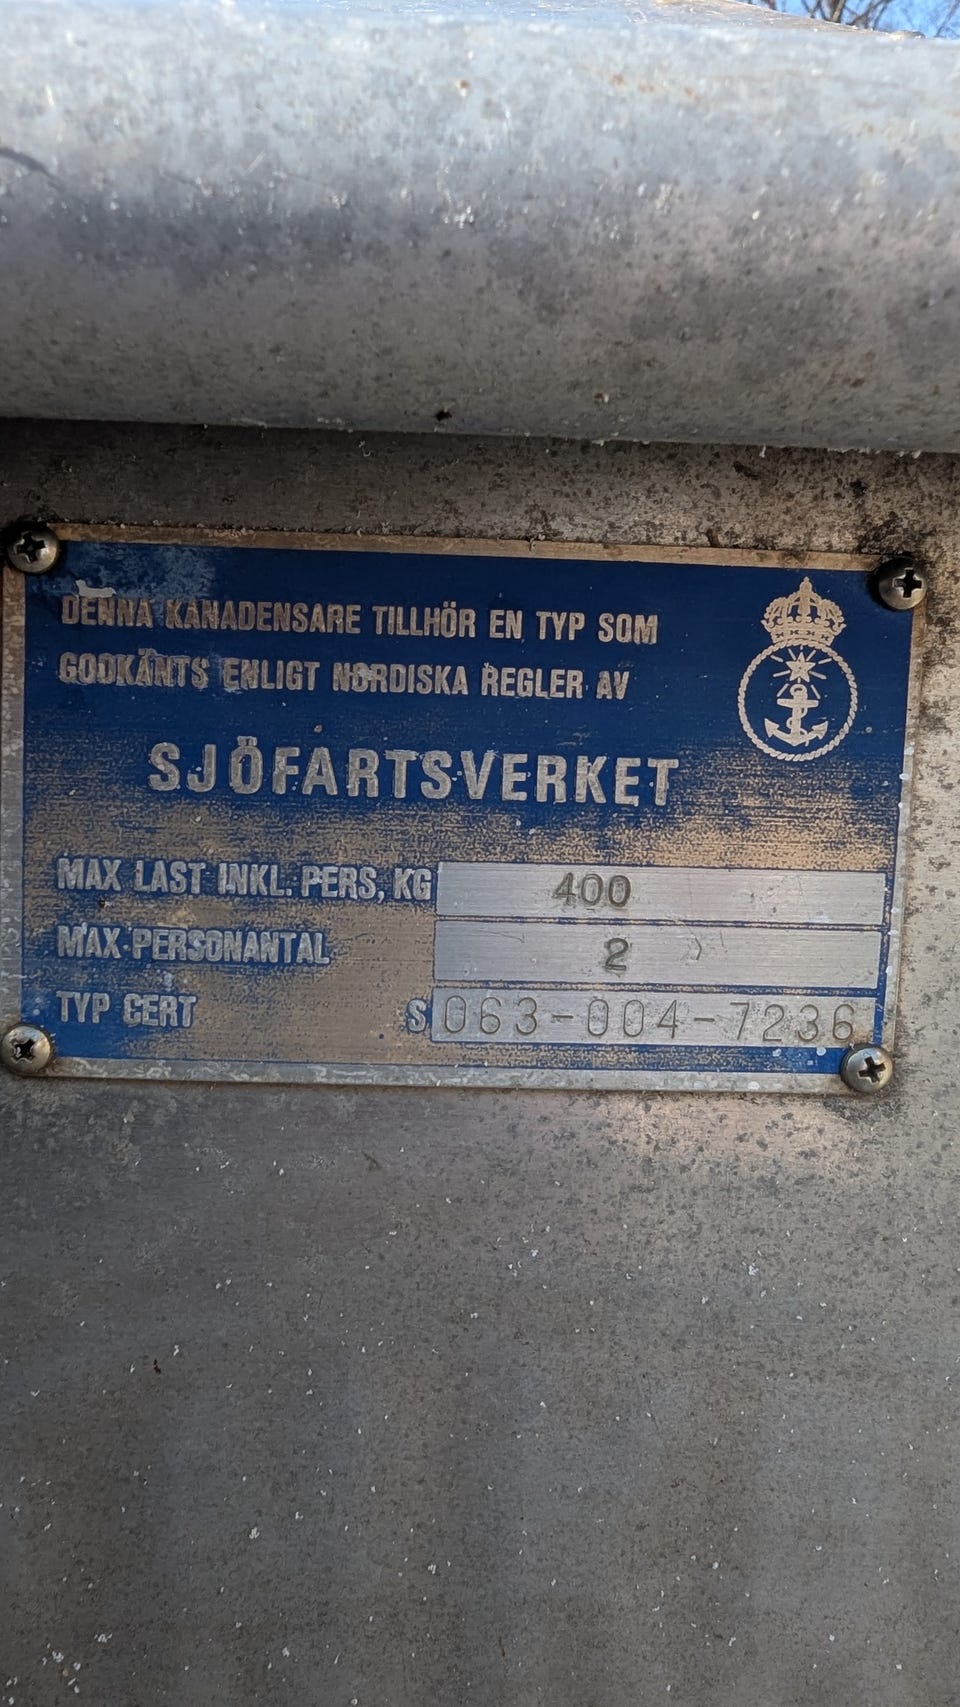 DENNA KANADENSARE TILLHÖR EN TYP SOM
GODKÄNTS ENLIGT NORDISKA REGLER AV
SJÖFARTSVERKET
MAX LAST INKL. PERS, KG 400
MAX PERSONANTAL 2
TYP CERT S 063-004-7236